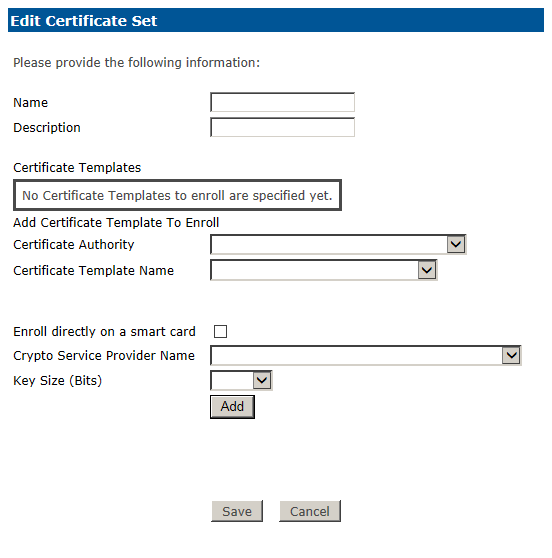 Edit Certificate Set
Please provide the following information:
Name
Description
Certificate Templates
No Certificate Templates to enroll are specified yet.
Add Certificate Template To Enroll
Certificate Authority
Certificate Template Name
Enroll directly on a smart card
Crypto Service Provider Name
Key Size (Bits)
Add
Save Cancel